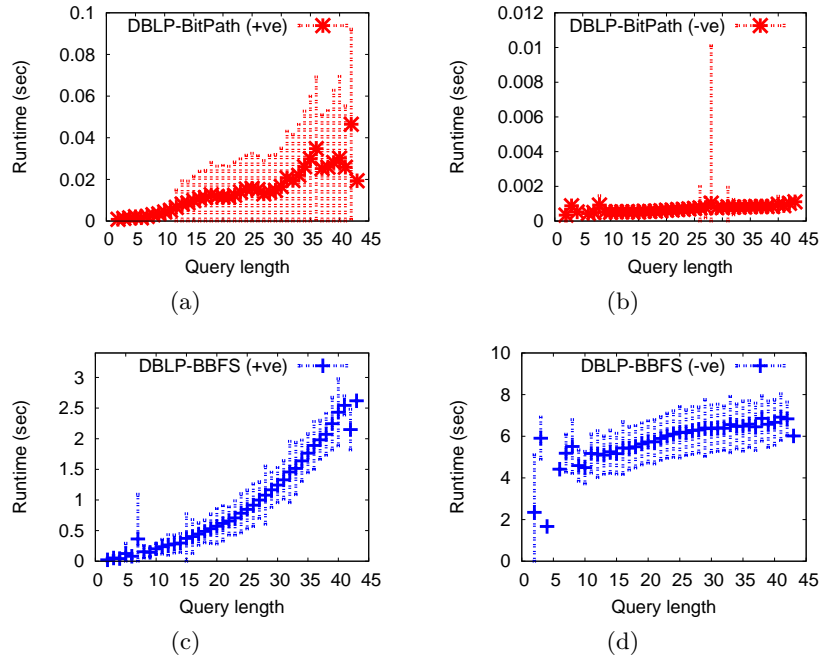 DBLP-BitPath (+ve)
Runtime (sec)
0.1
0.08
0.06
0.04
0.02
0
0 5 10 15 20 25 30 35 40 45
Query length
(a)
DBLP-BitPath (-ve)
Runtime (sec)
0.012
0.01
0.008
0.006
0.004
0.002
0
0 5 10 15 20 25 30 35 40 45
Query length
(b)
DBLP-BBFS (+ve)
Runtime (sec)
3
2.5
2
1.5
1
0.5
0
0 5 10 15 20 25 30 35 40 45
Query length
(c)
DBLP-BBFS (-ve)
Runtime (sec)
10
8
6
4
2
0
0 5 10 15 20 25 30 35 40 45
Query length
(d)